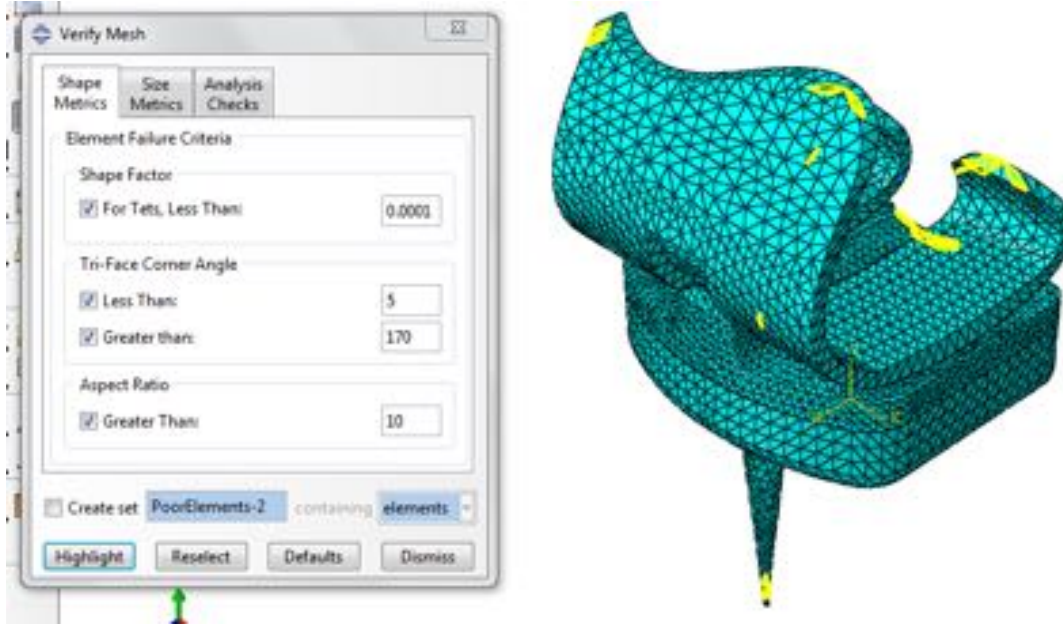 Verify Mesh
Shape Metrics
Size Metrics
Analysis Checks
Element Failure Criteria
Shape Factor
For Tets, Less Than: 0.0001
Tri-Face Corner Angle
Less Than: 5
Greater than: 170
Aspect Ratio
Greater Than: 10
Create set PoorElements-2 containing elements
Highlight Reselect Defaults Dismiss